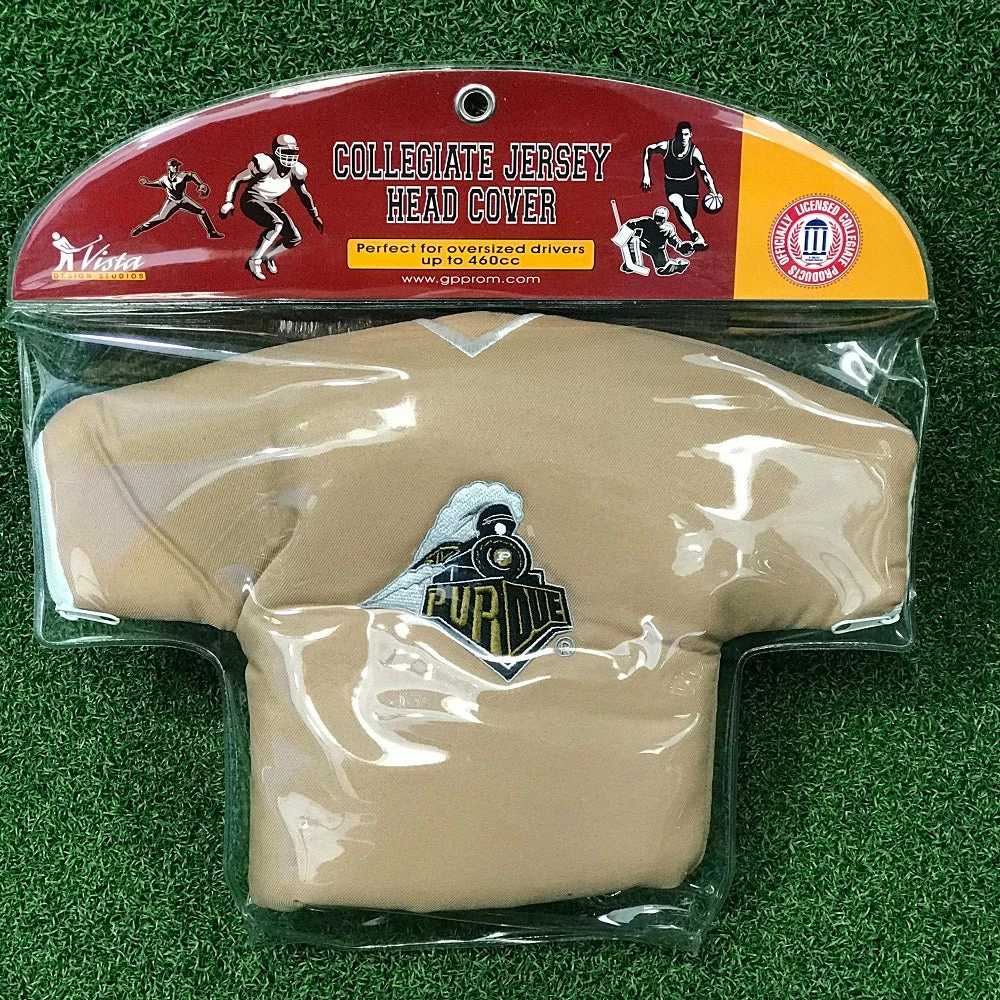 COLLEGIATE JERSEY
HEAD COVER
Perfect for oversized drivers
up to 460cc
www.gpprom.com
Vista
DESIGN STUDIOS
OFFICIALLY LICENSED COLLEGIATE PRODUCTS
PURDUE
®